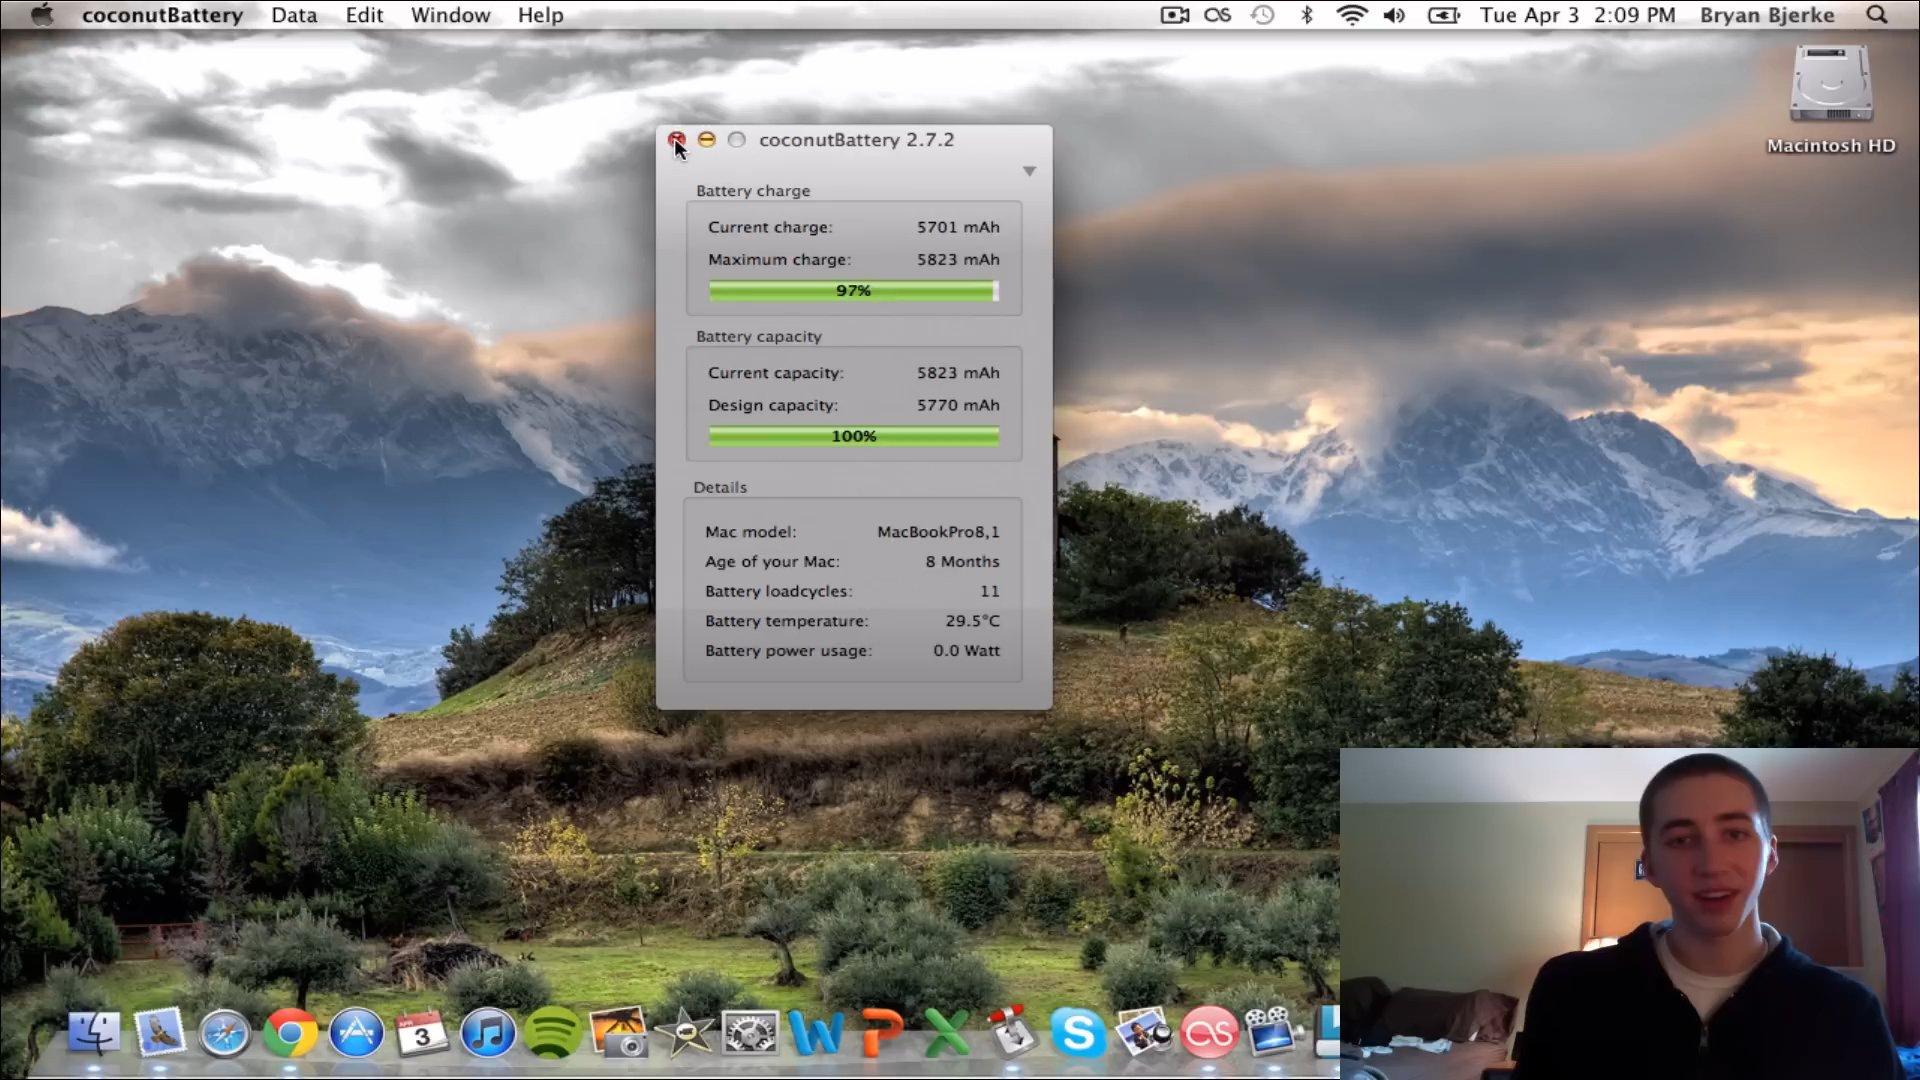 coconutBattery Data Edit Window Help Tue Apr 3 2:09 PM Bryan Bjerke
Macintosh HD
coconutBattery 2.7.2
Battery charge
Current charge: 5701 mAh
Maximum charge: 5823 mAh
97%
Battery capacity
Current capacity: 5823 mAh
Design capacity: 5770 mAh
100%
Details
Mac model: MacBookPro8,1
Age of your Mac: 8 Months
Battery loadcycles: 11
Battery temperature: 29.5°C
Battery power usage: 0.0 Watt
APR
3